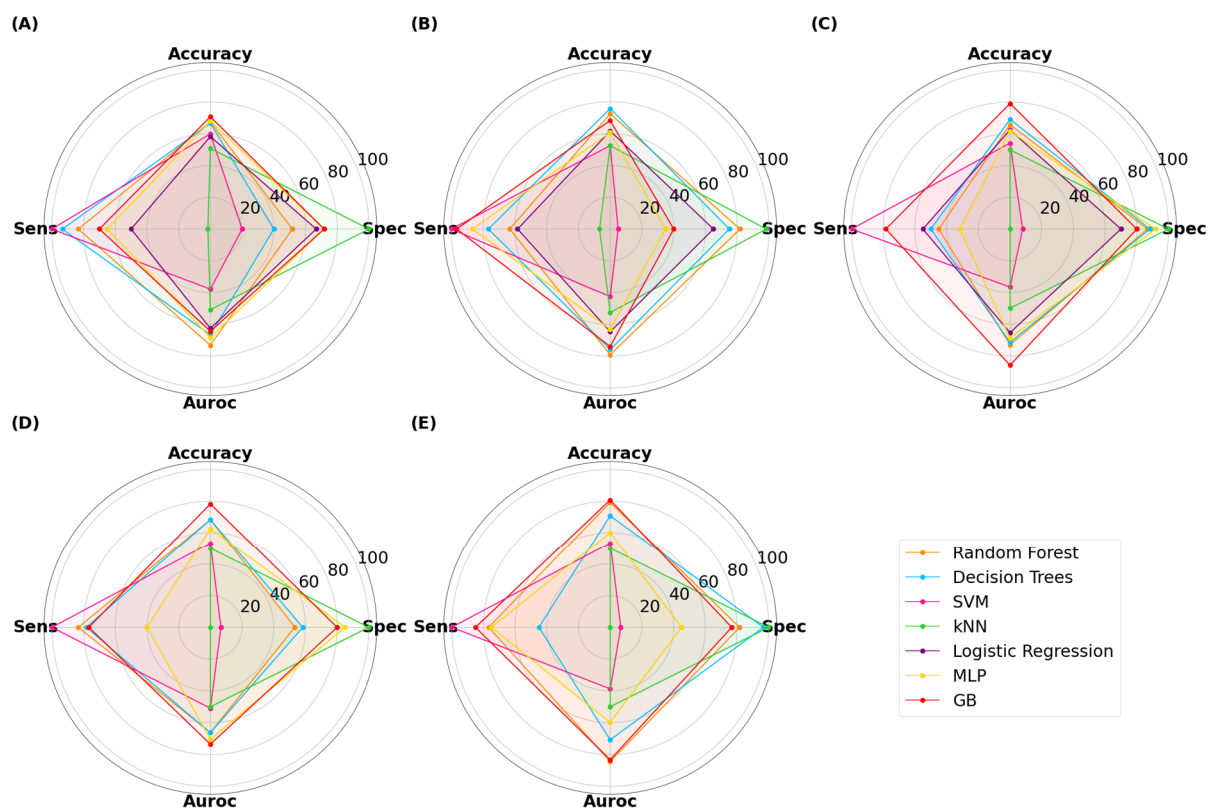 (A)
(B)
(C)
Accuracy
Accuracy
Accuracy
100
100
100
80
80
80
60
60
60
40
40
40
20
20
20
Sens
Spec
Sens
Spec
Sens
Spec
Auroc
Auroc
Auroc
(D)
(E)
Accuracy
Accuracy
100
100
80
80
60
60
40
40
20
20
Sens
Spec
Sens
Spec
Auroc
Auroc
Random Forest
Decision Trees
SVM
kNN
Logistic Regression
MLP
GB